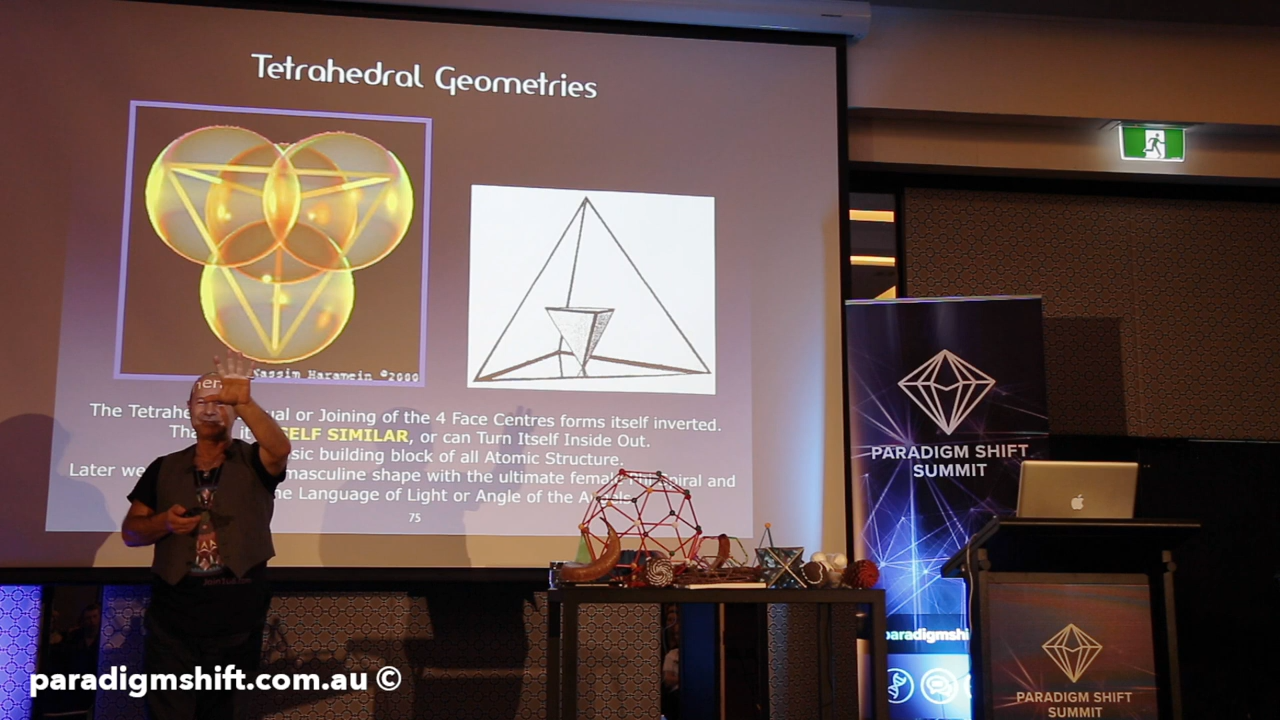 Tetrahedral Geometries
Nassim Haramein ©2000
The Tetrahe ual or Joining of the 4 Face Centres forms itself inverted.
Tha it SELF SIMILAR, or can Turn Itself Inside Out.
sic building block of all Atomic Structure.
Later we masculine shape with the ultimate female Phi Spiral and
he Language of Light or Angle of the Angels
75
PARADIGM SHIFT
SUMMIT
paradigmshi
PARADIGM SHIFT
SUMMIT
paradigmshift.com.au ©